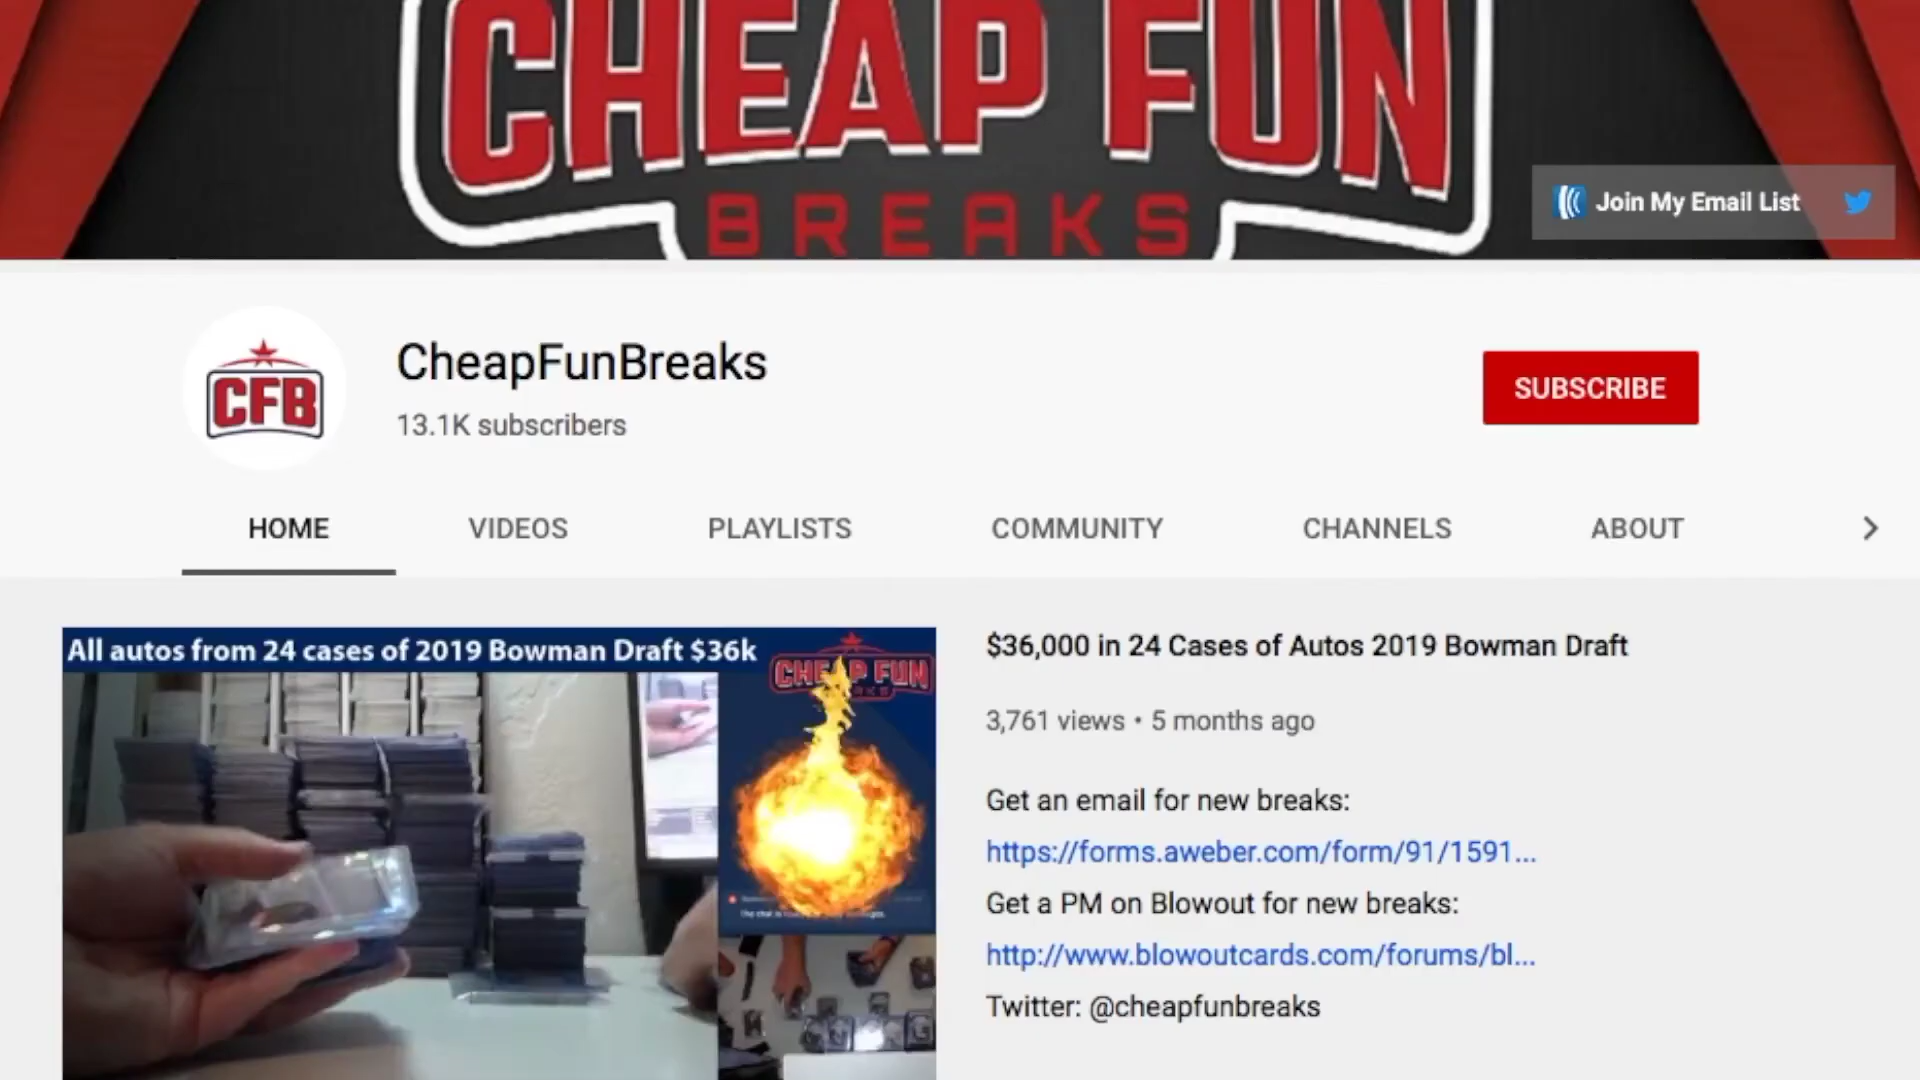 CHEAP FUN
BREAKS
Join My Email List
CFB
CheapFunBreaks
13.1K subscribers
SUBSCRIBE
HOME
VIDEOS
PLAYLISTS
COMMUNITY
CHANNELS
ABOUT
All autos from 24 cases of 2019 Bowman Draft $36k
CHEAP FUN
$36,000 in 24 Cases of Autos 2019 Bowman Draft
3,761 views • 5 months ago
Get an email for new breaks:
https://forms.aweber.com/form/91/1591...
Get a PM on Blowout for new breaks:
http://www.blowoutcards.com/forums/bl...
Twitter: @cheapfunbreaks